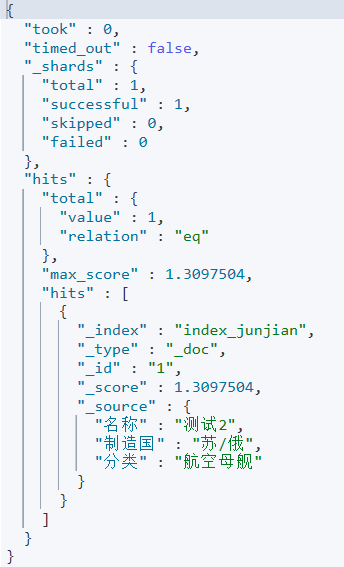 {
  "took" : 0,
  "timed_out" : false,
  "_shards" : {
    "total" : 1,
    "successful" : 1,
    "skipped" : 0,
    "failed" : 0
  },
  "hits" : {
    "total" : {
      "value" : 1,
      "relation" : "eq"
    },
    "max_score" : 1.3097504,
    "hits" : [
      {
        "_index" : "index_junjian",
        "_type" : "_doc",
        "_id" : "1",
        "_score" : 1.3097504,
        "_source" : {
          "名称" : "测试2",
          "制造国" : "苏/俄",
          "分类" : "航空母舰"
        }
      }
    ]
  }
}